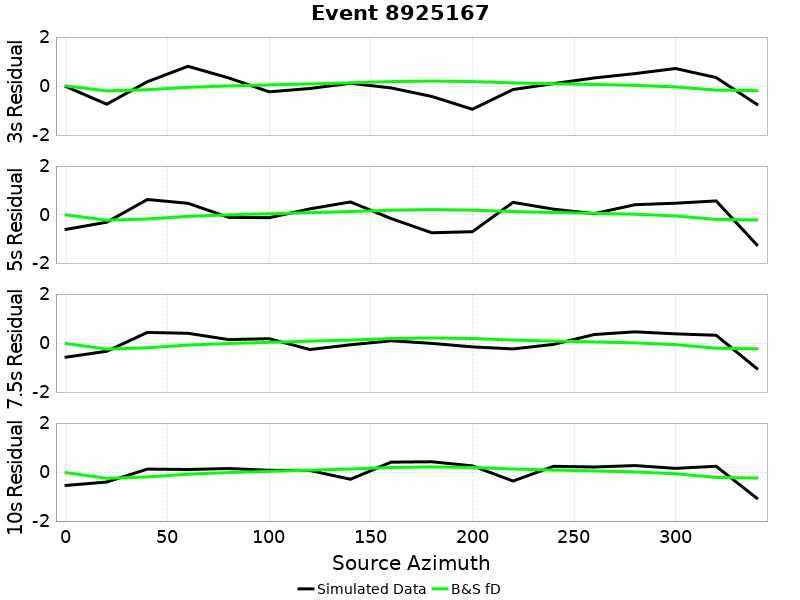 Event 8925167
3s Residual
2
0
-2
5s Residual
2
0
-2
7.5s Residual
2
0
-2
10s Residual
2
0
-2
0 50 100 150 200 250 300
Source Azimuth
Simulated Data B&S fD